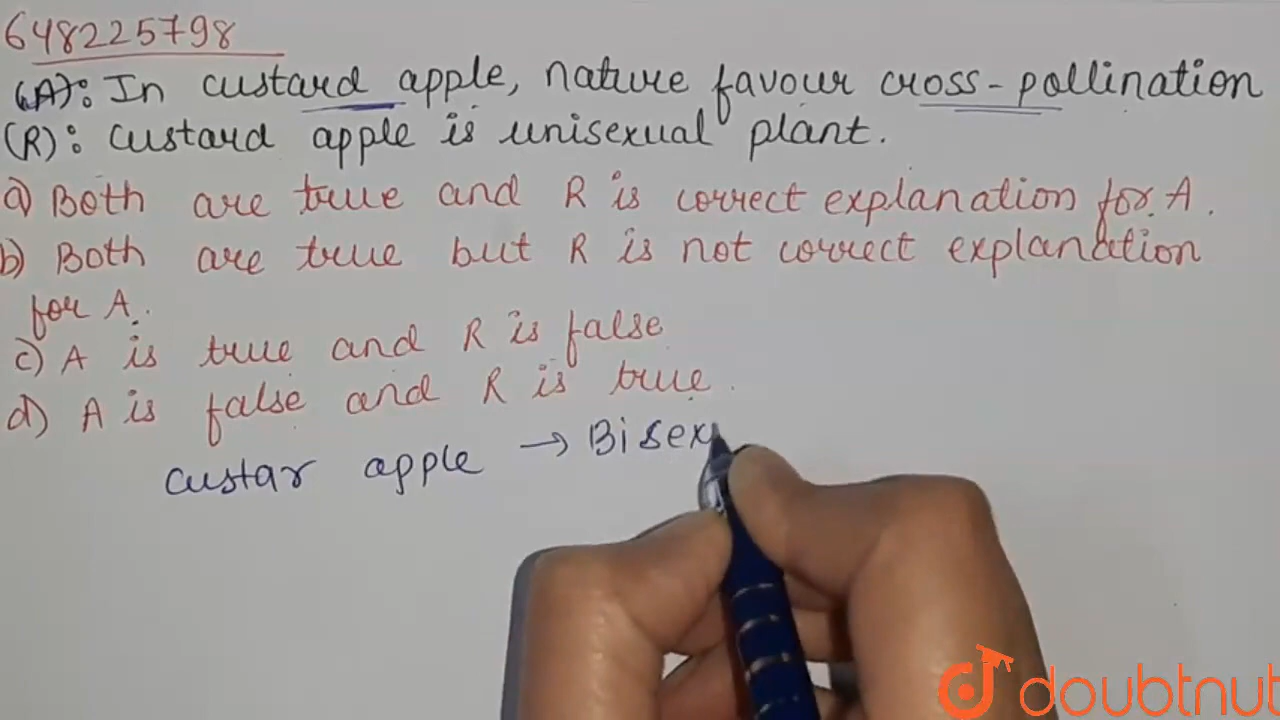 648225798
(A): In custard apple, nature favour cross-pollination
(R): custard apple is unisexual plant.
a) Both are true and R is correct explanation for A.
b) Both are true but R is not correct explanation
for A.
c) A is true and R is false
d) A is false and R is true.
custar apple → Bisex
doubtnut